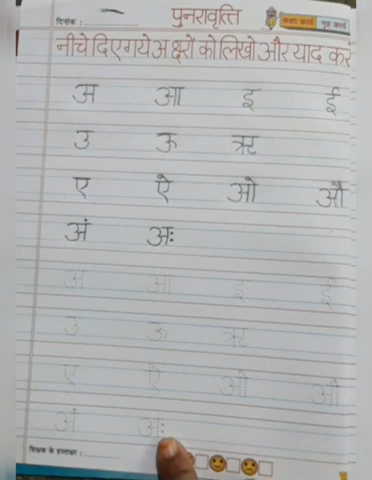 दिनांक :
पुनरावृत्ति
कक्षा कार्य गृह कार्य
नीचे दिए गये अक्षरों को लिखो और याद करें
अ आ इ ई
उ ऊ ऋ
ए ऐ ओ औ
अं अः
अ आ इ ई
उ ऊ ऋ
ए ऐ ओ औ
अं अः
शिक्षक के हस्ताक्षर :